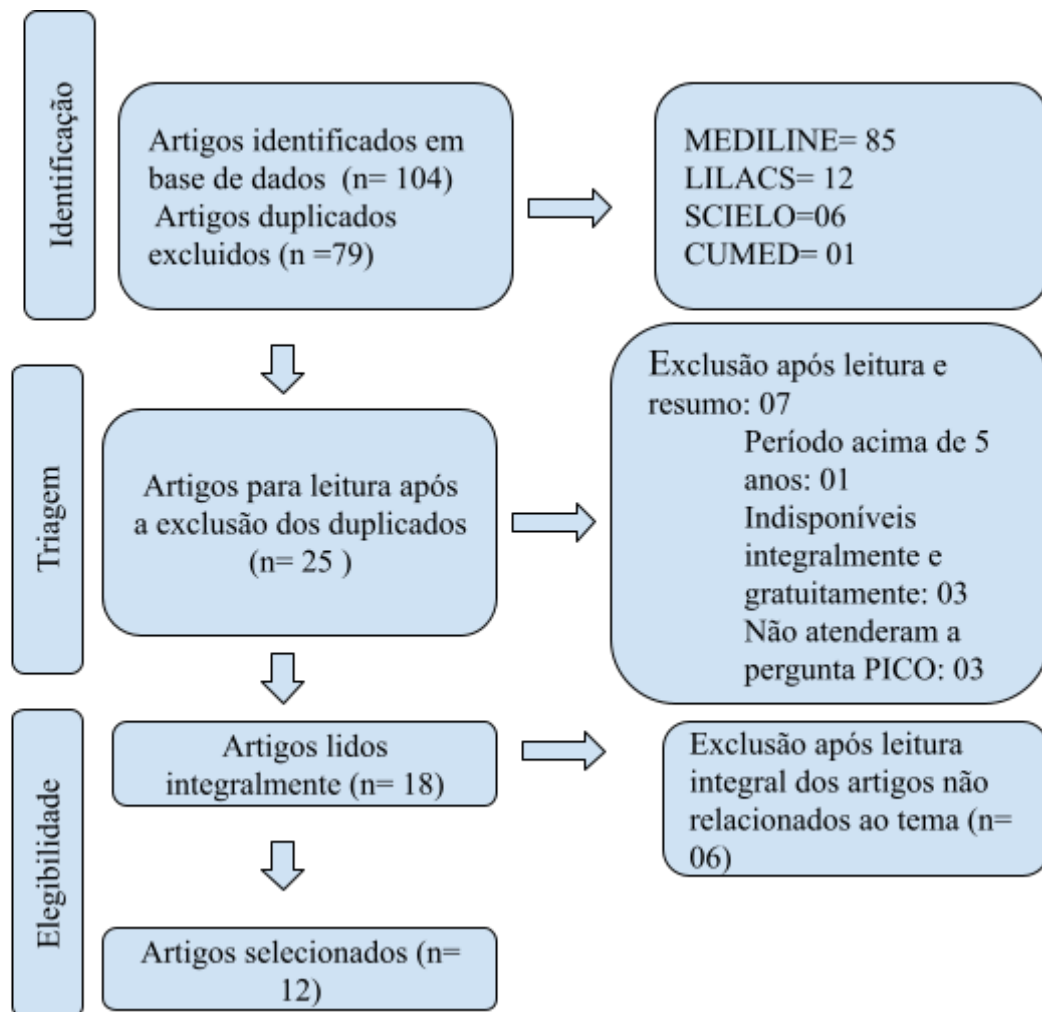 Identificação
Artigos identificados em
base de dados (n= 104)
Artigos duplicados
excluidos (n =79)
MEDILINE= 85
LILACS= 12
SCIELO=06
CUMED= 01
Triagem
Artigos para leitura após
a exclusão dos duplicados
(n= 25 )
Exclusão após leitura e
resumo: 07
Período acima de 5
anos: 01
Indisponíveis
integralmente e
gratuitamente: 03
Não atenderam a
pergunta PICO: 03
Elegibilidade
Artigos lidos
integralmente (n= 18)
Exclusão após leitura
integral dos artigos não
relacionados ao tema (n=
06)
Artigos selecionados (n=
12)